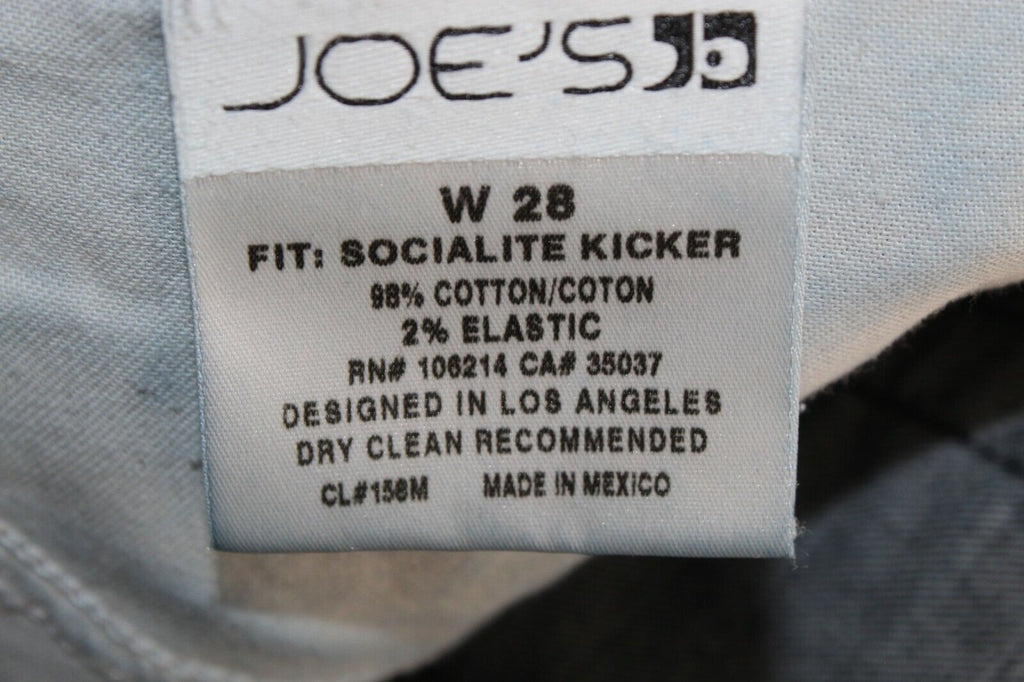 JOE'S
W 28
FIT: SOCIALITE KICKER
98% COTTON/COTON
2% ELASTIC
RN# 106214 CA# 35037
DESIGNED IN LOS ANGELES
DRY CLEAN RECOMMENDED
CL#156M MADE IN MEXICO